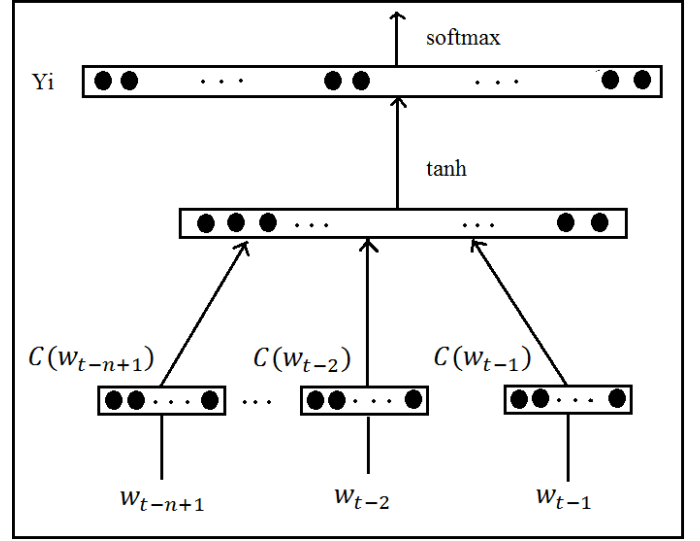 softmax
Yi ... ...
tanh
... ...
C(w_{t-n+1}) C(w_{t-2}) C(w_{t-1})
... ... ... ...
w_{t-n+1} w_{t-2} w_{t-1}